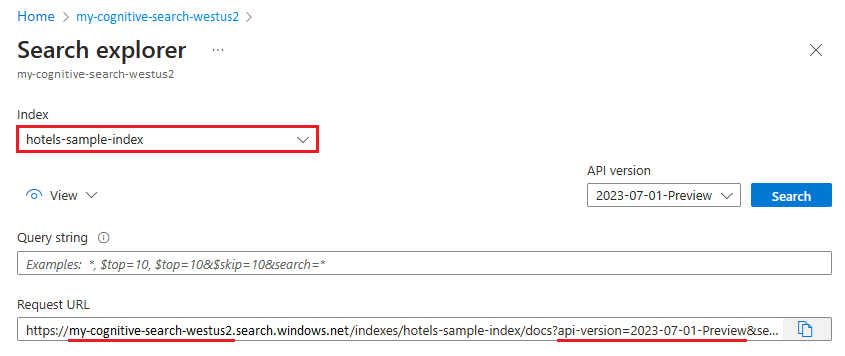 Home > my-cognitive-search-westus2 >
Search explorer ...
my-cognitive-search-westus2
Index
hotels-sample-index
API version
View
2023-07-01-Preview
Search
Query string
Examples: *, $top=10, $top=10&$skip=10&search=*
Request URL
https://my-cognitive-search-westus2.search.windows.net/indexes/hotels-sample-index/docs?api-version=2023-07-01-Preview&se...